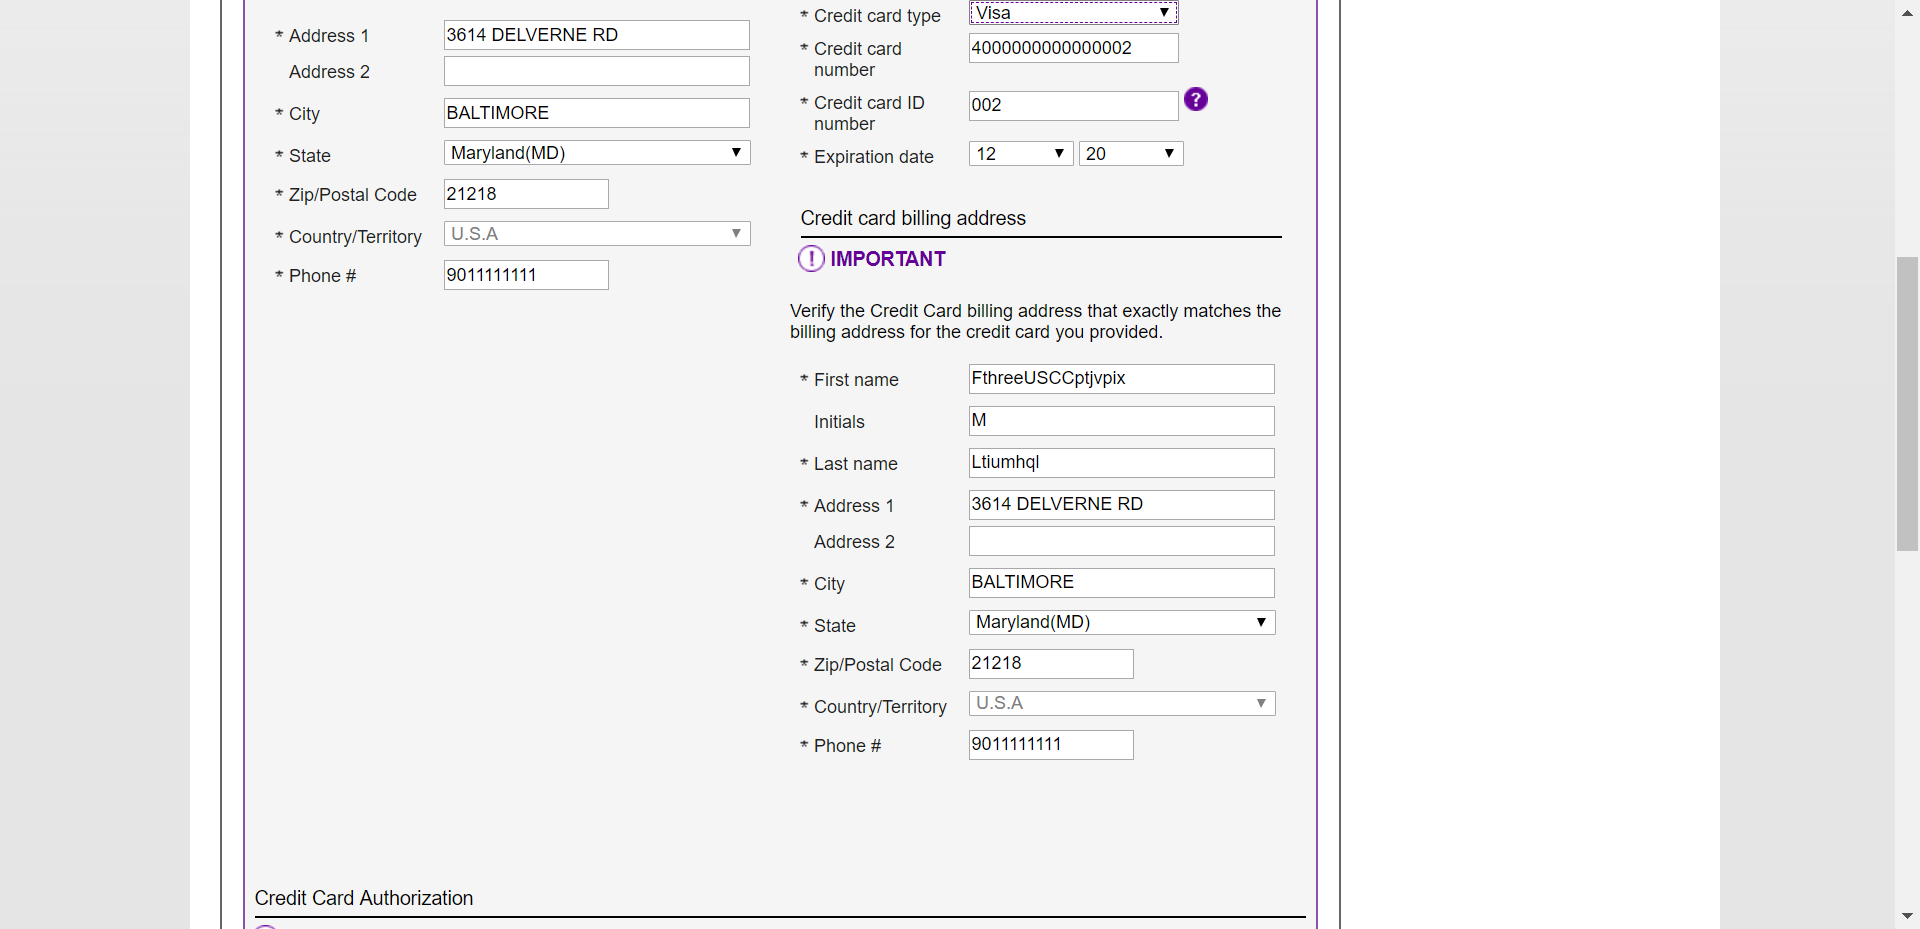 * Address 1
3614 DELVERNE RD
Address 2
* City
BALTIMORE
* State
Maryland(MD)
* Zip/Postal Code
21218
* Country/Territory
U.S.A
* Phone #
9011111111
* Credit card type
Visa
* Credit card
number
4000000000000002
* Credit card ID
number
002
?
* Expiration date
12
20
Credit card billing address
! IMPORTANT
Verify the Credit Card billing address that exactly matches the
billing address for the credit card you provided.
* First name
FthreeUSCCptjvpix
Initials
M
* Last name
Ltiumhql
* Address 1
3614 DELVERNE RD
Address 2
* City
BALTIMORE
* State
Maryland(MD)
* Zip/Postal Code
21218
* Country/Territory
U.S.A
* Phone #
9011111111
Credit Card Authorization